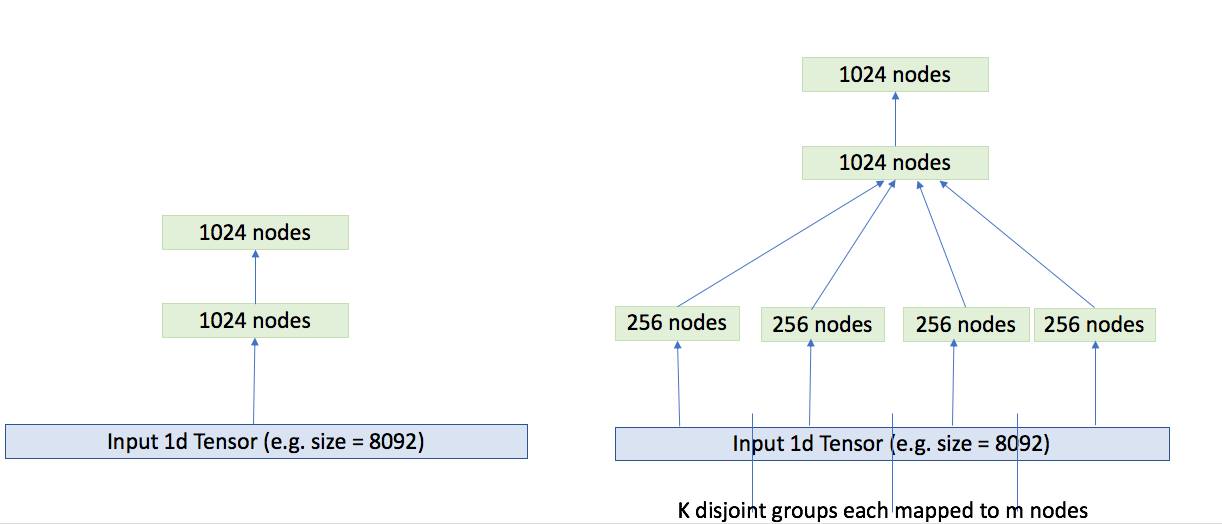 1024 nodes
1024 nodes
Input 1d Tensor (e.g. size = 8092)
1024 nodes
1024 nodes
256 nodes
256 nodes
256 nodes
256 nodes
Input 1d Tensor (e.g. size = 8092)
K disjoint groups each mapped to m nodes